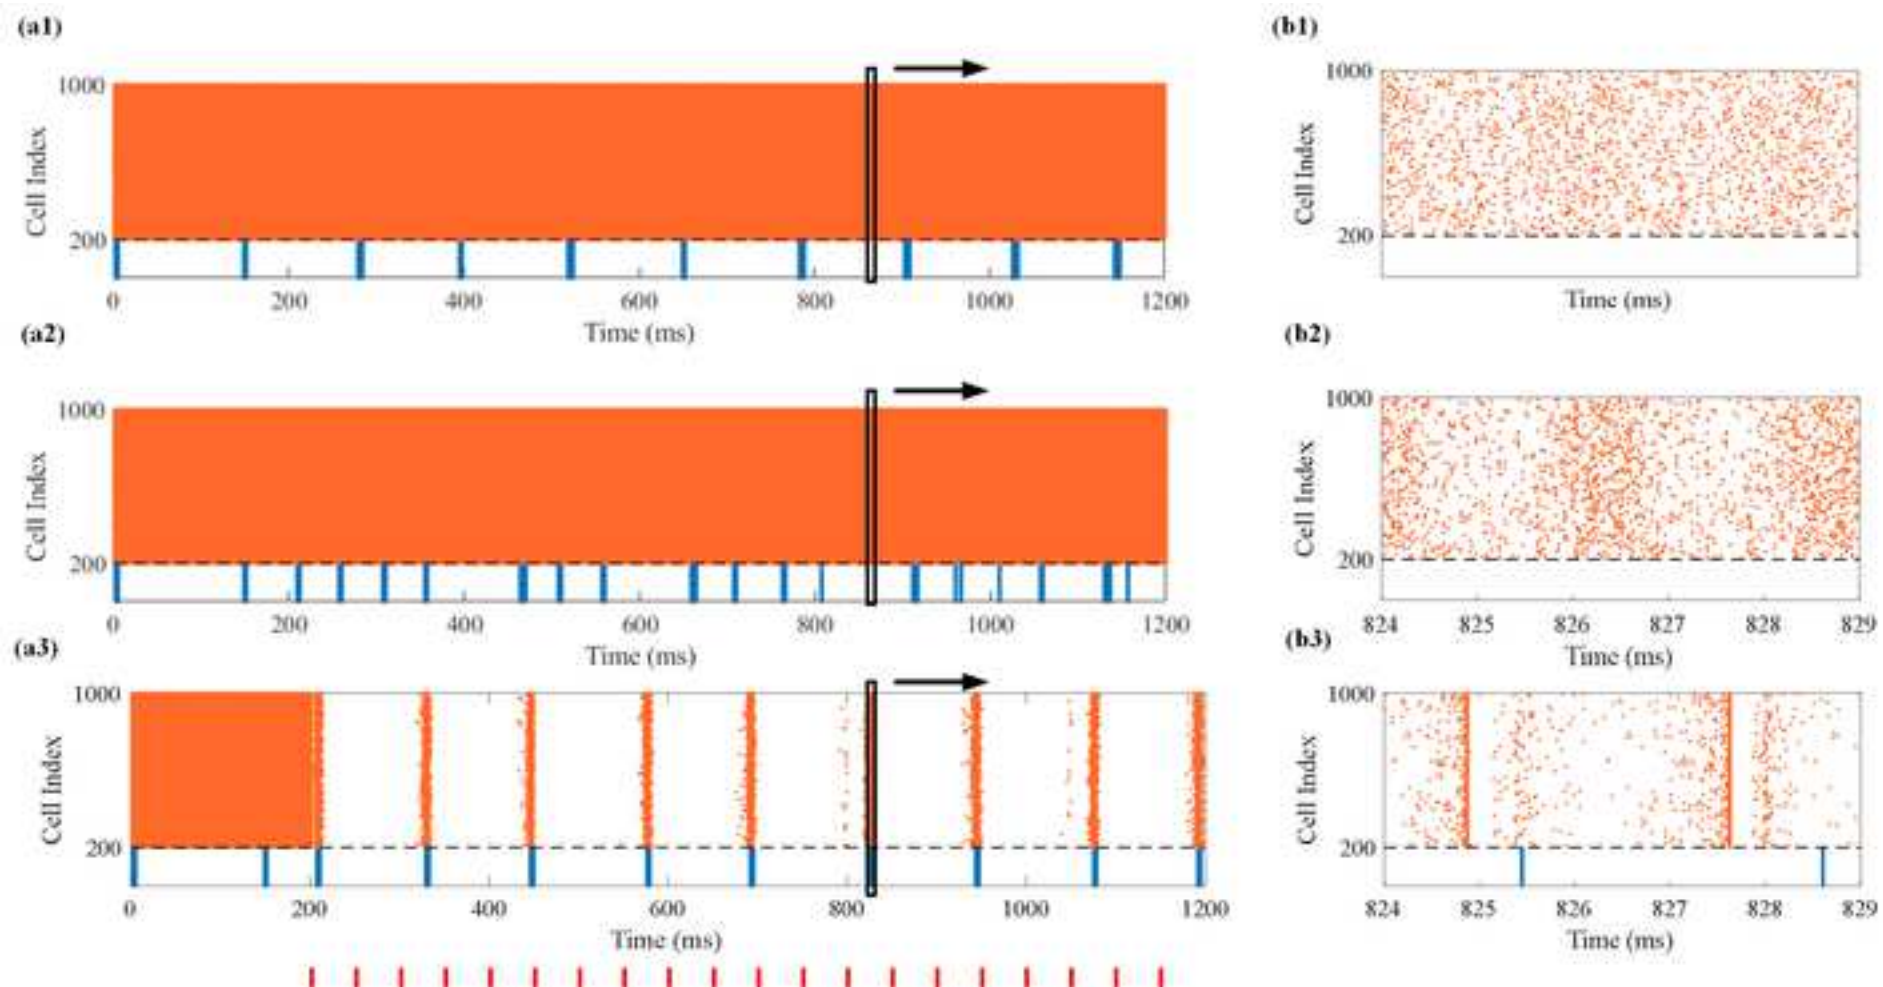 (a1)
1000
200
Cell Index
0 200 400 600 800 1000 1200
Time (ms)
(b1)
1000
200
Cell Index
Time (ms)
(a2)
1000
200
Cell Index
0 200 400 600 800 1000 1200
Time (ms)
(b2)
1000
200
Cell Index
824 825 826 827 828 829
Time (ms)
(a3)
1000
200
Cell Index
0 200 400 600 800 1000 1200
Time (ms)
(b3)
1000
200
Cell Index
824 825 826 827 828 829
Time (ms)